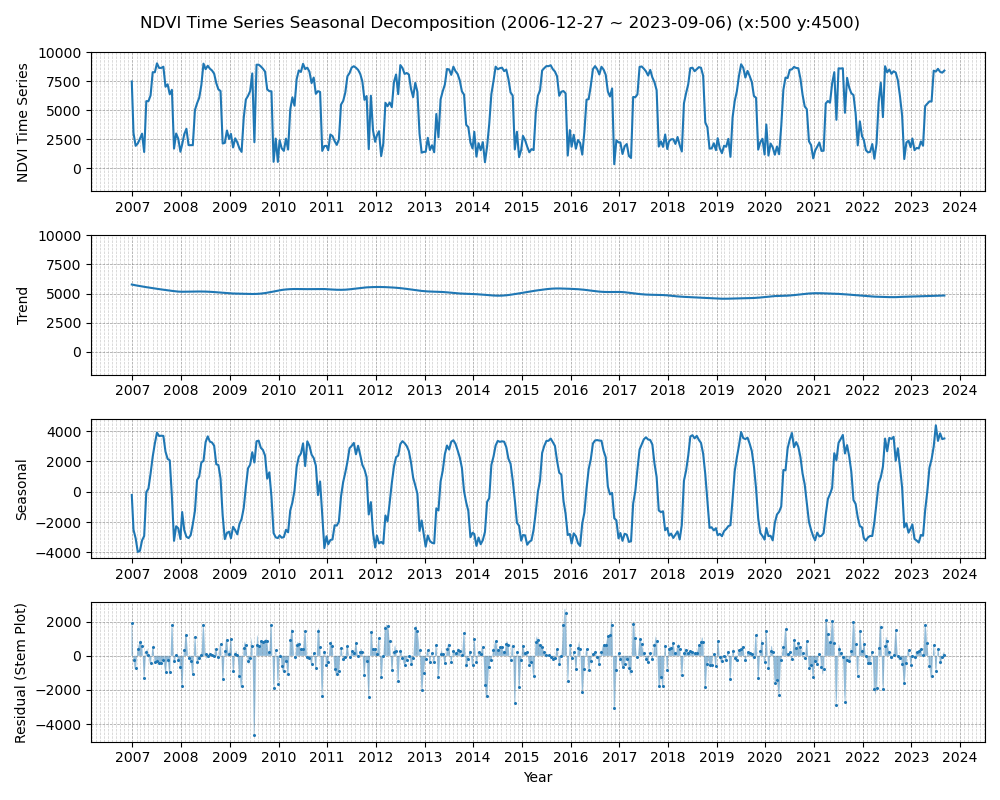 NDVI Time Series Seasonal Decomposition (2006-12-27 ~ 2023-09-06) (x:500 y:4500)
NDVI Time Series
10000
7500
5000
2500
0
2007 2008 2009 2010 2011 2012 2013 2014 2015 2016 2017 2018 2019 2020 2021 2022 2023 2024
Trend
10000
7500
5000
2500
0
2007 2008 2009 2010 2011 2012 2013 2014 2015 2016 2017 2018 2019 2020 2021 2022 2023 2024
Seasonal
4000
2000
0
−2000
−4000
2007 2008 2009 2010 2011 2012 2013 2014 2015 2016 2017 2018 2019 2020 2021 2022 2023 2024
Residual (Stem Plot)
2000
0
−2000
−4000
2007 2008 2009 2010 2011 2012 2013 2014 2015 2016 2017 2018 2019 2020 2021 2022 2023 2024
Year